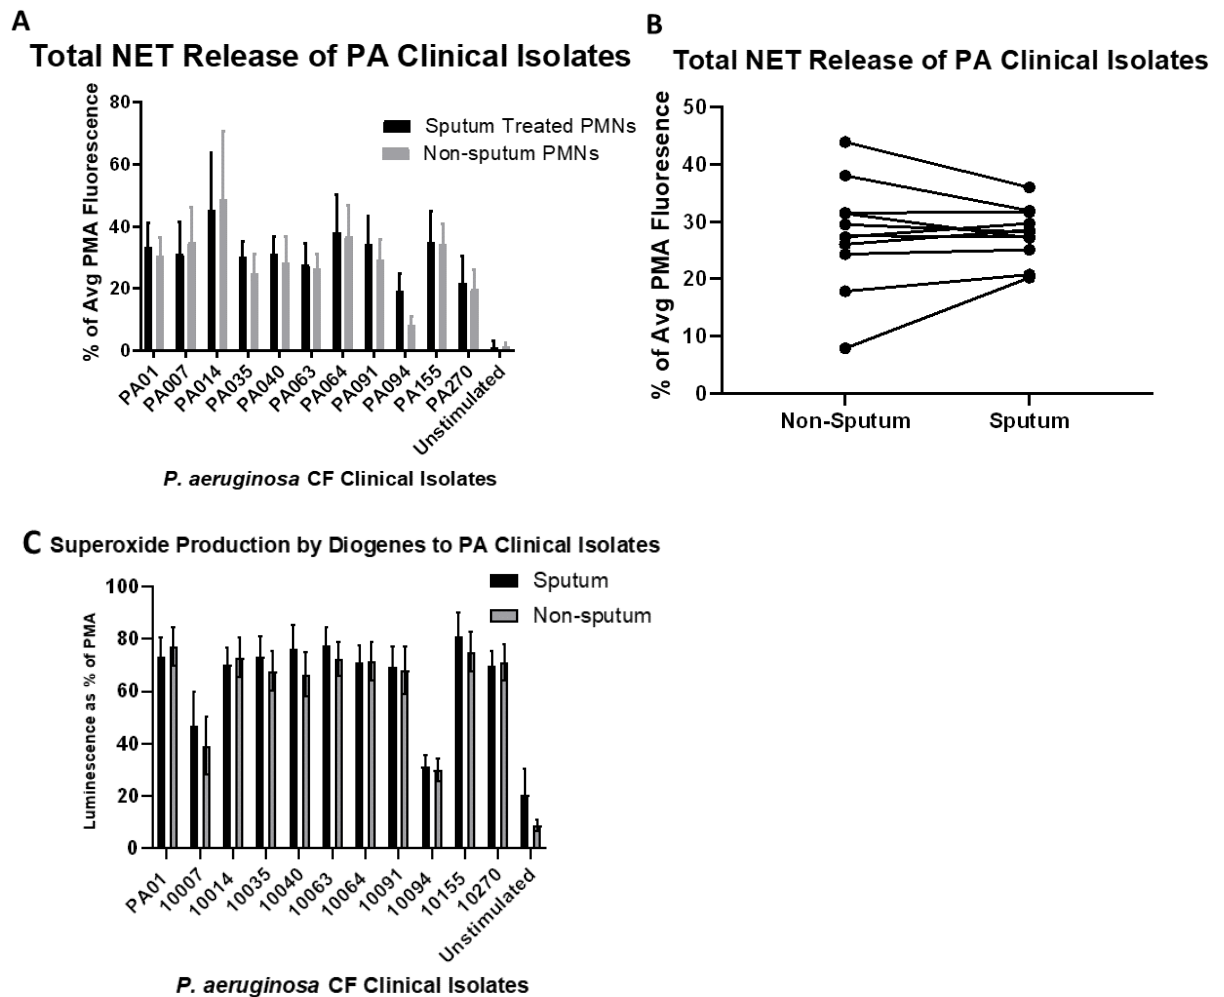 A
Total NET Release of PA Clinical Isolates
% of Avg PMA Fluorescence
80
60
40
20
0
Sputum Treated PMNs
Non-sputum PMNs
PA01
PA007
PA014
PA035
PA040
PA063
PA064
PA091
PA094
PA155
PA270
Unstimulated
P. aeruginosa CF Clinical Isolates
B
Total NET Release of PA Clinical Isolates
% of Avg PMA Fluoresence
50
40
30
20
10
0
Non-Sputum
Sputum
C Superoxide Production by Diogenes to PA Clinical Isolates
Luminescence as % of PMA
100
80
60
40
20
0
Sputum
Non-sputum
PA01
10007
10014
10035
10040
10063
10064
10091
10094
10155
10270
Unstimulated
P. aeruginosa CF Clinical Isolates